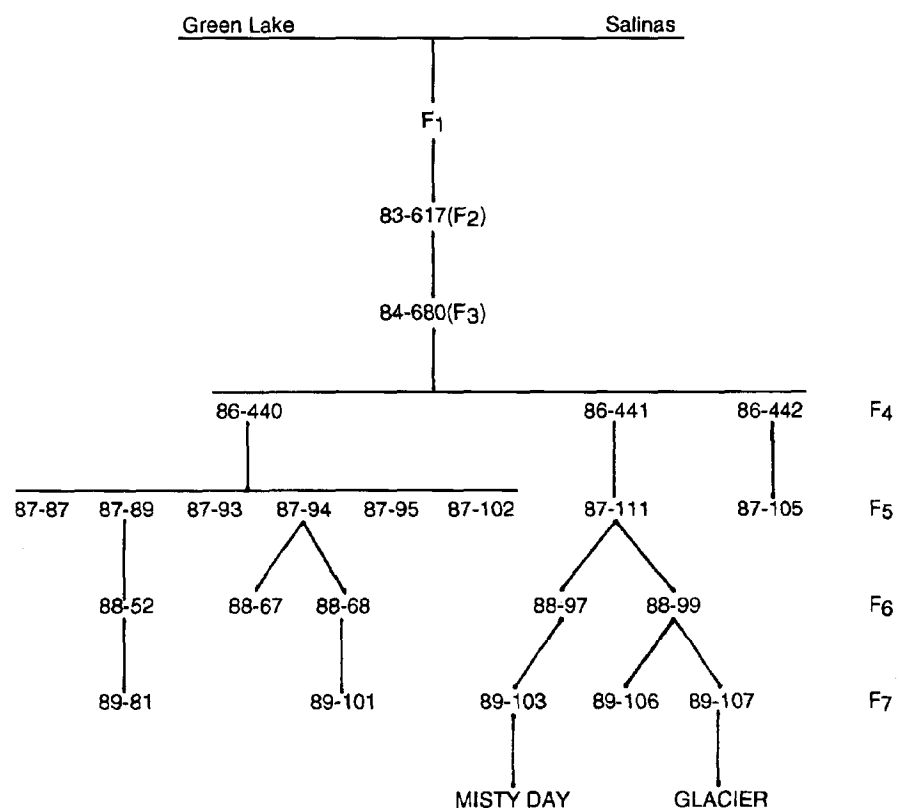 Green Lake Salinas
F1
83-617(F2)
84-680(F3)
86-440 86-441 86-442 F4
87-87 87-89 87-93 87-94 87-95 87-102 87-111 87-105 F5
88-52 88-67 88-68 88-97 88-99 F6
89-81 89-101 89-103 89-106 89-107 F7
MISTY DAY GLACIER